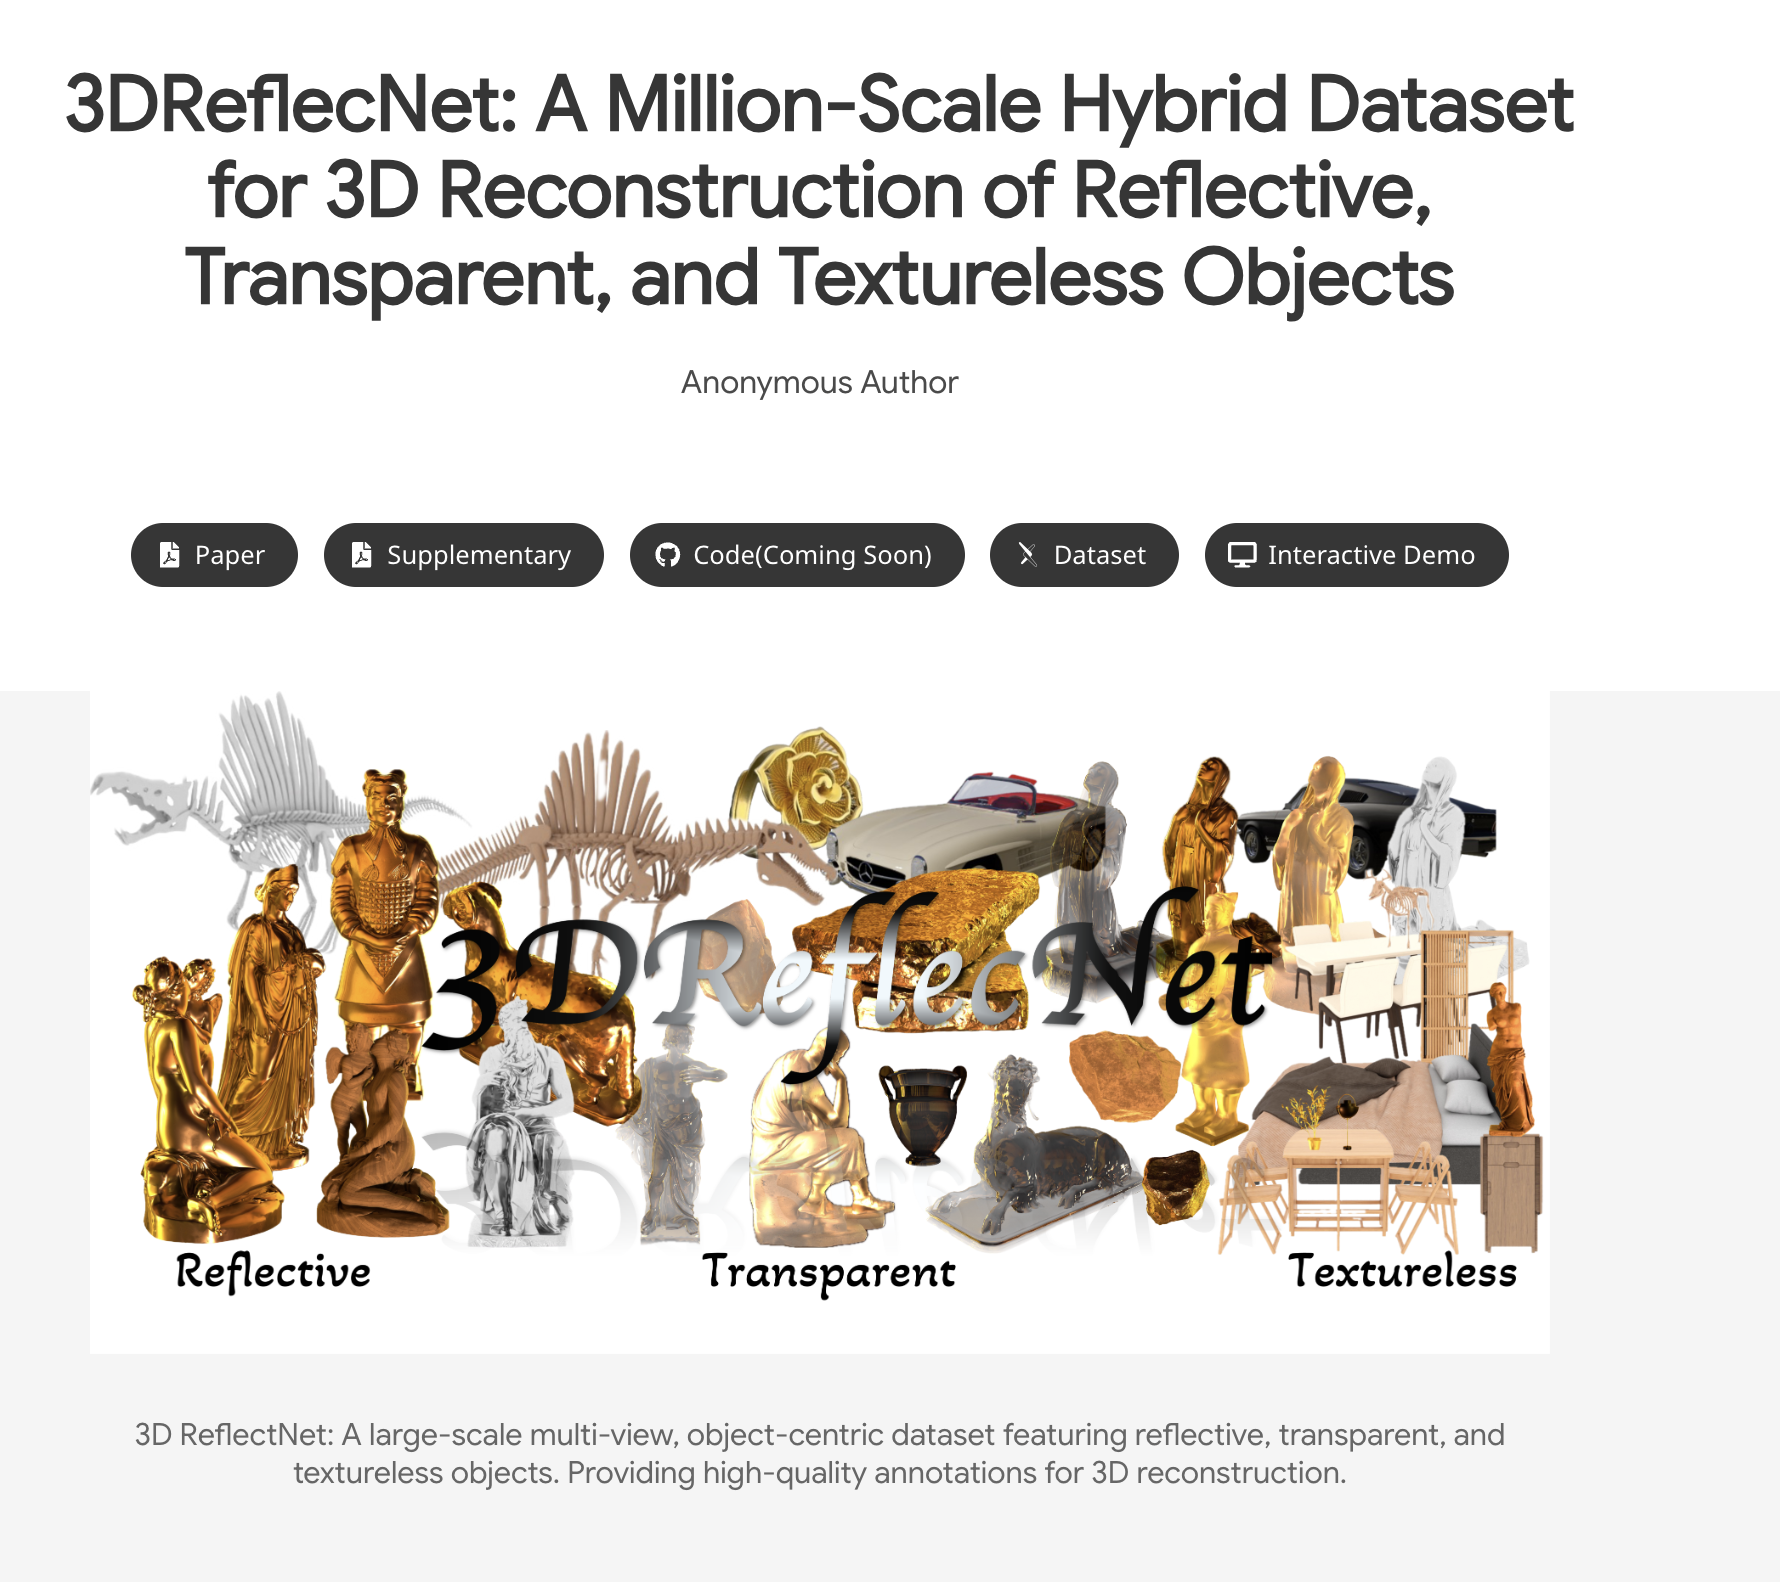 3DReflecNet: A Million-Scale Hybrid Dataset
for 3D Reconstruction of Reflective,
Transparent, and Textureless Objects
Anonymous Author
Paper
Supplementary
Code(Coming Soon)
Dataset
Interactive Demo
3DReflecNet
Reflective
Transparent
Textureless
3D ReflectNet: A large-scale multi-view, object-centric dataset featuring reflective, transparent, and
textureless objects. Providing high-quality annotations for 3D reconstruction.